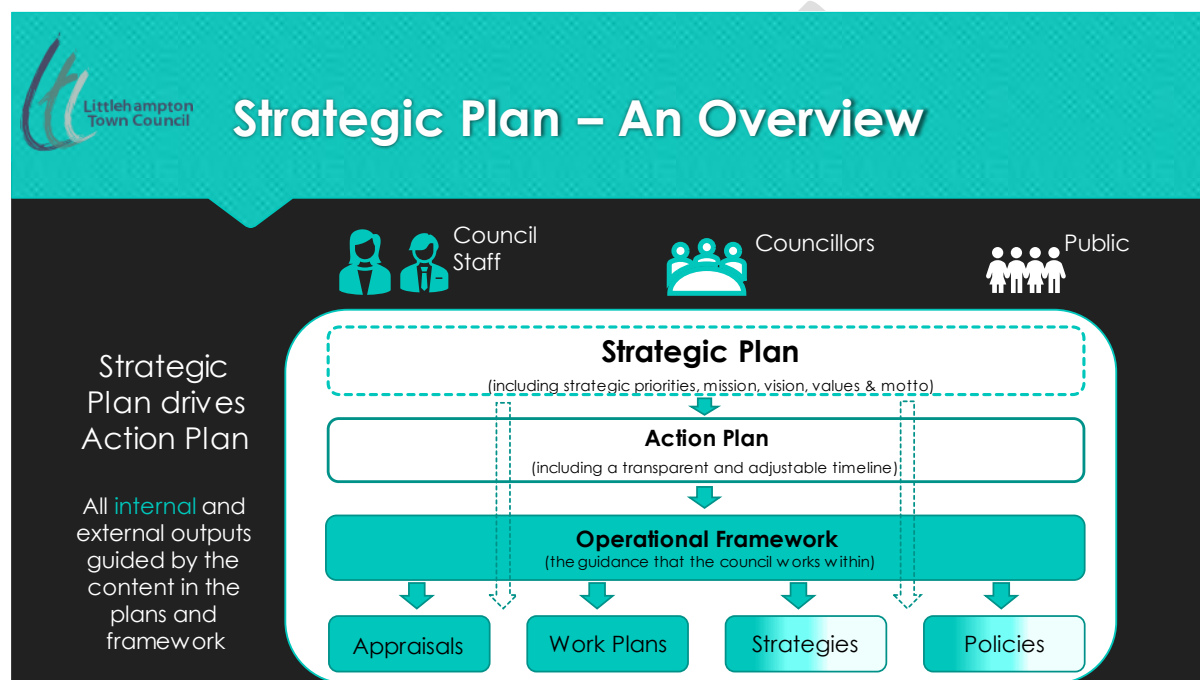 Littlehampton
Town Council
Strategic Plan – An Overview
Council
Staff
Councillors
Public
Strategic
Plan drives
Action Plan
All internal and
external outputs
guided by the
content in the
plans and
framework
Strategic Plan
(including strategic priorities, mission, vision, values & motto)
Action Plan
(including a transparent and adjustable timeline)
Operational Framework
(the guidance that the council works within)
Appraisals
Work Plans
Strategies
Policies